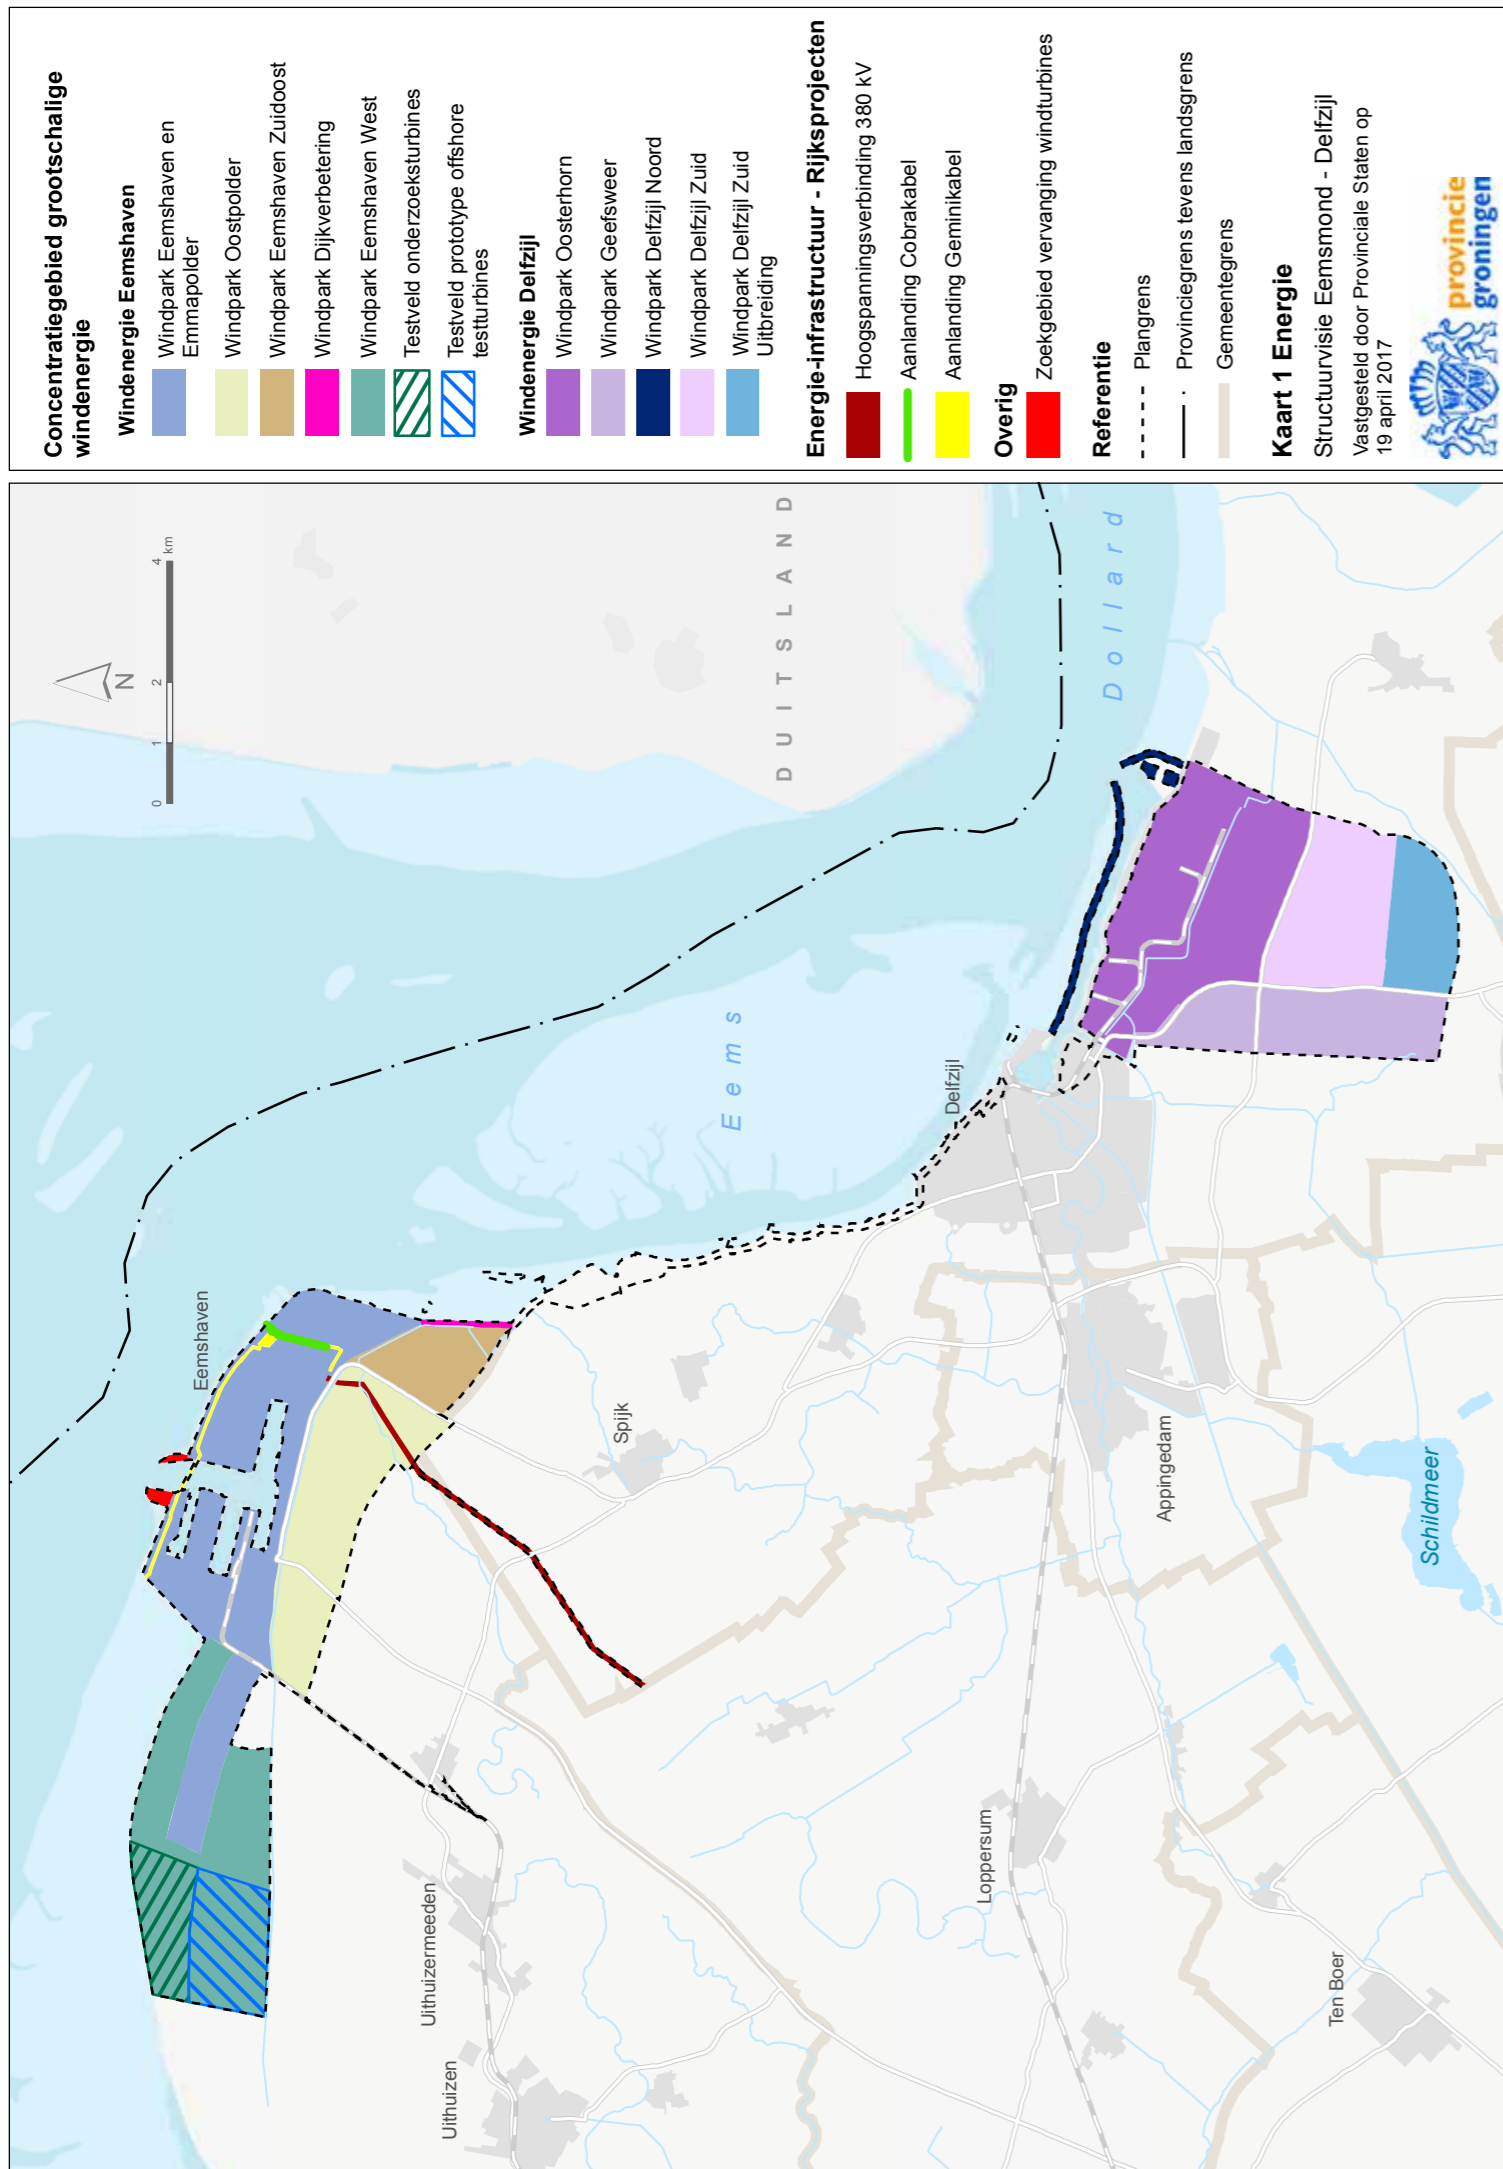 Concentratiegebied grootschalige
windenergie
Windenergie Eemshaven
Windpark Eemshaven en
Emmapolder
Windpark Oostpolder
Windpark Eemshaven Zuidoost
Windpark Dijkverbetering
Windpark Eemshaven West
Testveld onderzoeksturbines
Testveld prototype offshore
testturbines
Windenergie Delfzijl
Windpark Oosterhorn
Windpark Geefsweer
Windpark Delfzijl Noord
Windpark Delfzijl Zuid
Windpark Delfzijl Zuid
Uitbreiding
Energie-infrastructuur - Rijksprojecten
Hoogspanningsverbinding 380 kV
Aanlanding Cobrakabel
Aanlanding Geminikabel
Overig
Zoekgebied vervanging windturbines
Referentie
Plangrens
Provinciegrens tevens landsgrens
Gemeentegrens
Kaart 1 Energie
Structuurvisie Eemsmond - Delfzijl
Vastgesteld door Provinciale Staten op
19 april 2017
provincie
groningen
N
0 1 2 4 km
DUITSLAND
Dollard
Eems
Eemshaven
Delfzijl
Spijk
Appingedam
Schildmeer
Uithuizermeeden
Loppersum
Uithuizen
Ten Boer